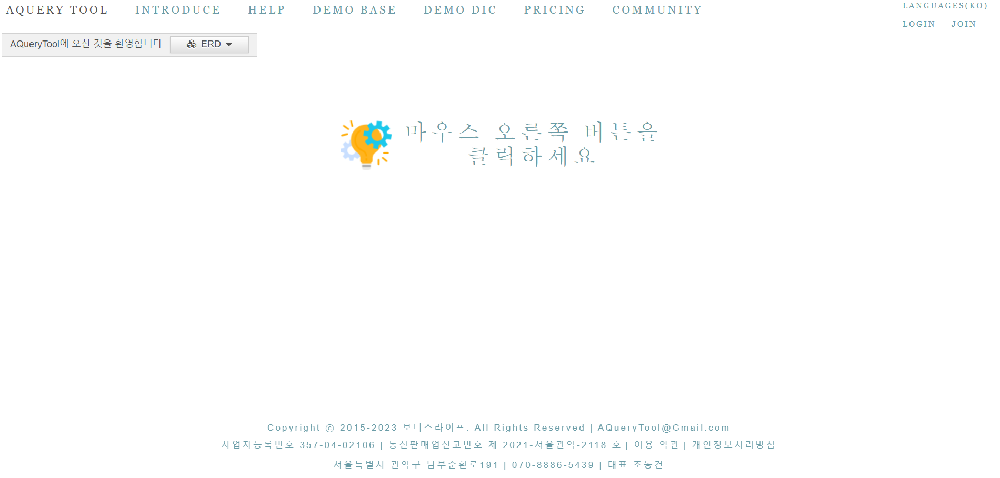 AQUERY TOOL INTRODUCE HELP DEMO BASE DEMO DIC PRICING COMMUNITY
LANGUAGES(KO)
LOGIN JOIN
AQueryTool에 오신 것을 환영합니다 ERD
마우스 오른쪽 버튼을
클릭하세요
Copyright ⓒ 2015-2023 보너스라이프. All Rights Reserved | AQueryTool@Gmail.com
사업자등록번호 357-04-02106 | 통신판매업신고번호 제 2021-서울관악-2118 호 | 이용 약관 | 개인정보처리방침
서울특별시 관악구 남부순환로191 | 070-8886-5439 | 대표 조동건